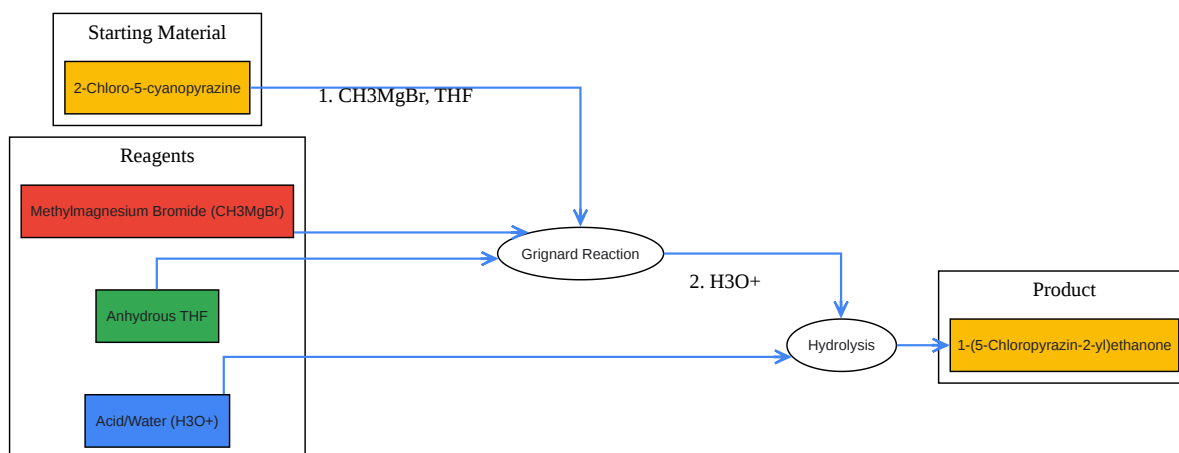 Starting Material
2-Chloro-5-cyanopyrazine
1. CH3MgBr, THF
Reagents
Methylmagnesium Bromide (CH3MgBr)
Grignard Reaction
2. H3O+
Anhydrous THF
Product
Hydrolysis
1-(5-Chloropyrazin-2-yl)ethanone
Acid/Water (H3O+)